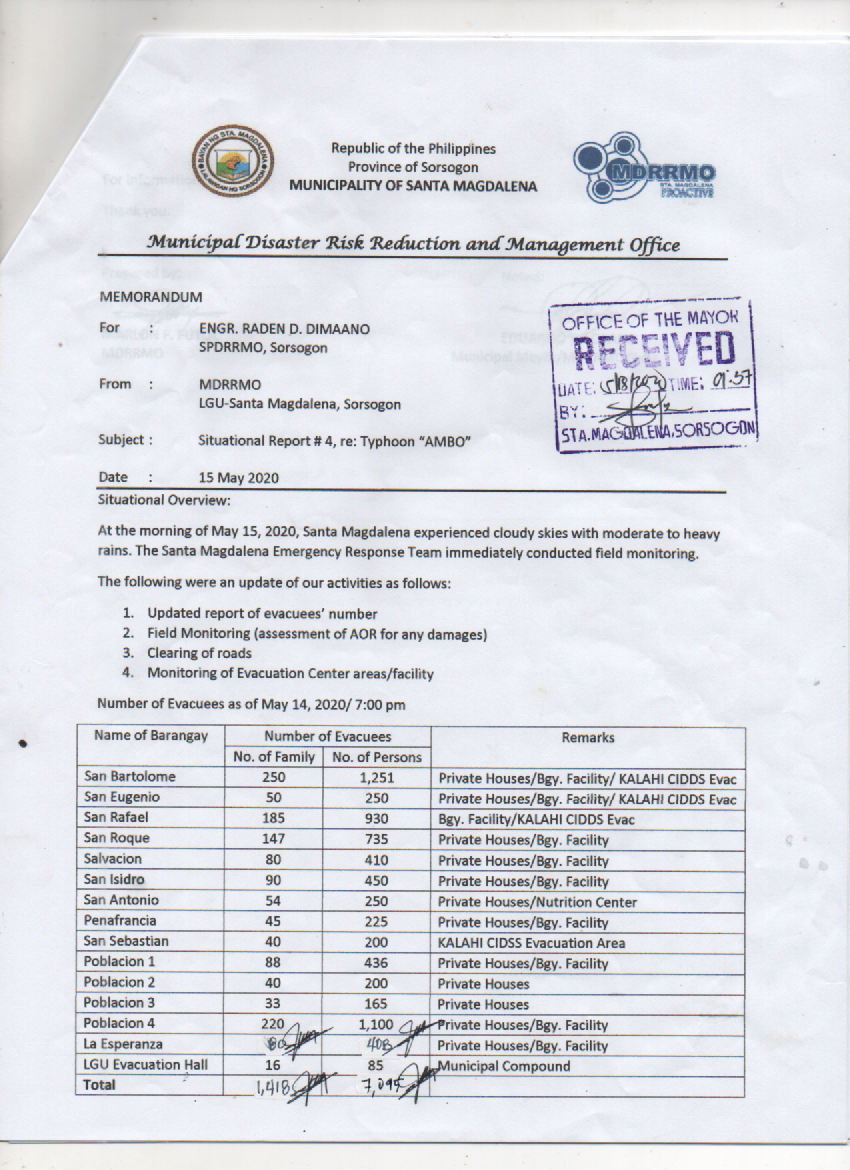 BAYAN NG STA. MAGDALENA
LALAWIGAN NG SORSOGON
Republic of the Philippines
Province of Sorsogon
MUNICIPALITY OF SANTA MAGDALENA
MDRRMO
STA. MAGDALENA
PROACTIVE
Municipal Disaster Risk Reduction and Management Office
MEMORANDUM
For : ENGR. RADEN D. DIMAANO
SPDRRMO, Sorsogon
From : MDRRMO
LGU-Santa Magdalena, Sorsogon
Subject : Situational Report # 4, re: Typhoon “AMBO”
Date : 15 May 2020
OFFICE OF THE MAYOR
RECEIVED
DATE: TIME:
BY:
STA.MAGDALENA,SORSOGON
Situational Overview:
At the morning of May 15, 2020, Santa Magdalena experienced cloudy skies with moderate to heavy
rains. The Santa Magdalena Emergency Response Team immediately conducted field monitoring.
The following were an update of our activities as follows:
1. Updated report of evacuees’ number
2. Field Monitoring (assessment of AOR for any damages)
3. Clearing of roads
4. Monitoring of Evacuation Center areas/facility
Number of Evacuees as of May 14, 2020/ 7:00 pm
Name of Barangay Number of Evacuees Remarks
No. of Family No. of Persons
San Bartolome 250 1,251 Private Houses/Bgy. Facility/ KALAHI CIDDS Evac
San Eugenio 50 250 Private Houses/Bgy. Facility/ KALAHI CIDDS Evac
San Rafael 185 930 Bgy. Facility/KALAHI CIDDS Evac
San Roque 147 735 Private Houses/Bgy. Facility
Salvacion 80 410 Private Houses/Bgy. Facility
San Isidro 90 450 Private Houses/Bgy. Facility
San Antonio 54 250 Private Houses/Nutrition Center
Penafrancia 45 225 Private Houses/Bgy. Facility
San Sebastian 40 200 KALAHI CIDSS Evacuation Area
Poblacion 1 88 436 Private Houses/Bgy. Facility
Poblacion 2 40 200 Private Houses
Poblacion 3 33 165 Private Houses
Poblacion 4 220 1,100 Private Houses/Bgy. Facility
La Esperanza 80 408 Private Houses/Bgy. Facility
LGU Evacuation Hall 16 85 Municipal Compound
Total 1,418 7,095